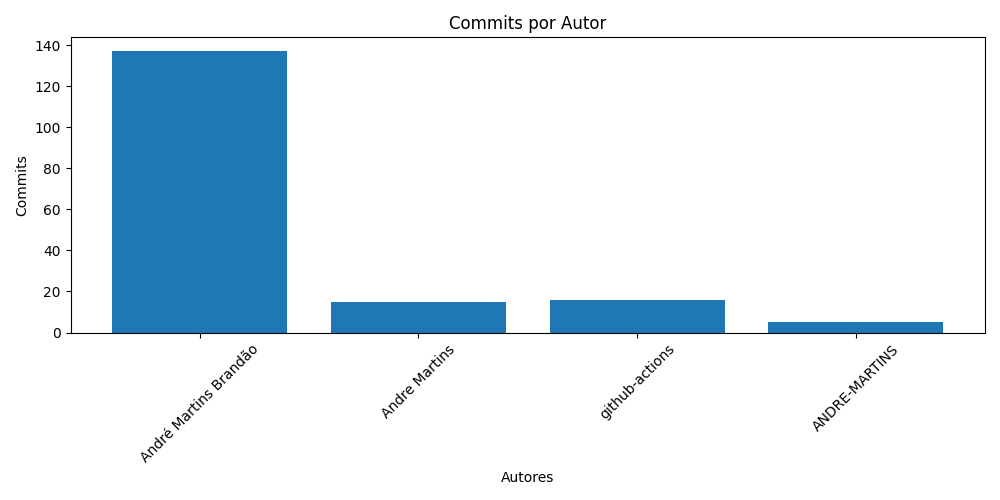 Commits por Autor
Commits
140
120
100
80
60
40
20
0
André Martins Brandão
Andre Martins
github-actions
ANDRE-MARTINS
Autores